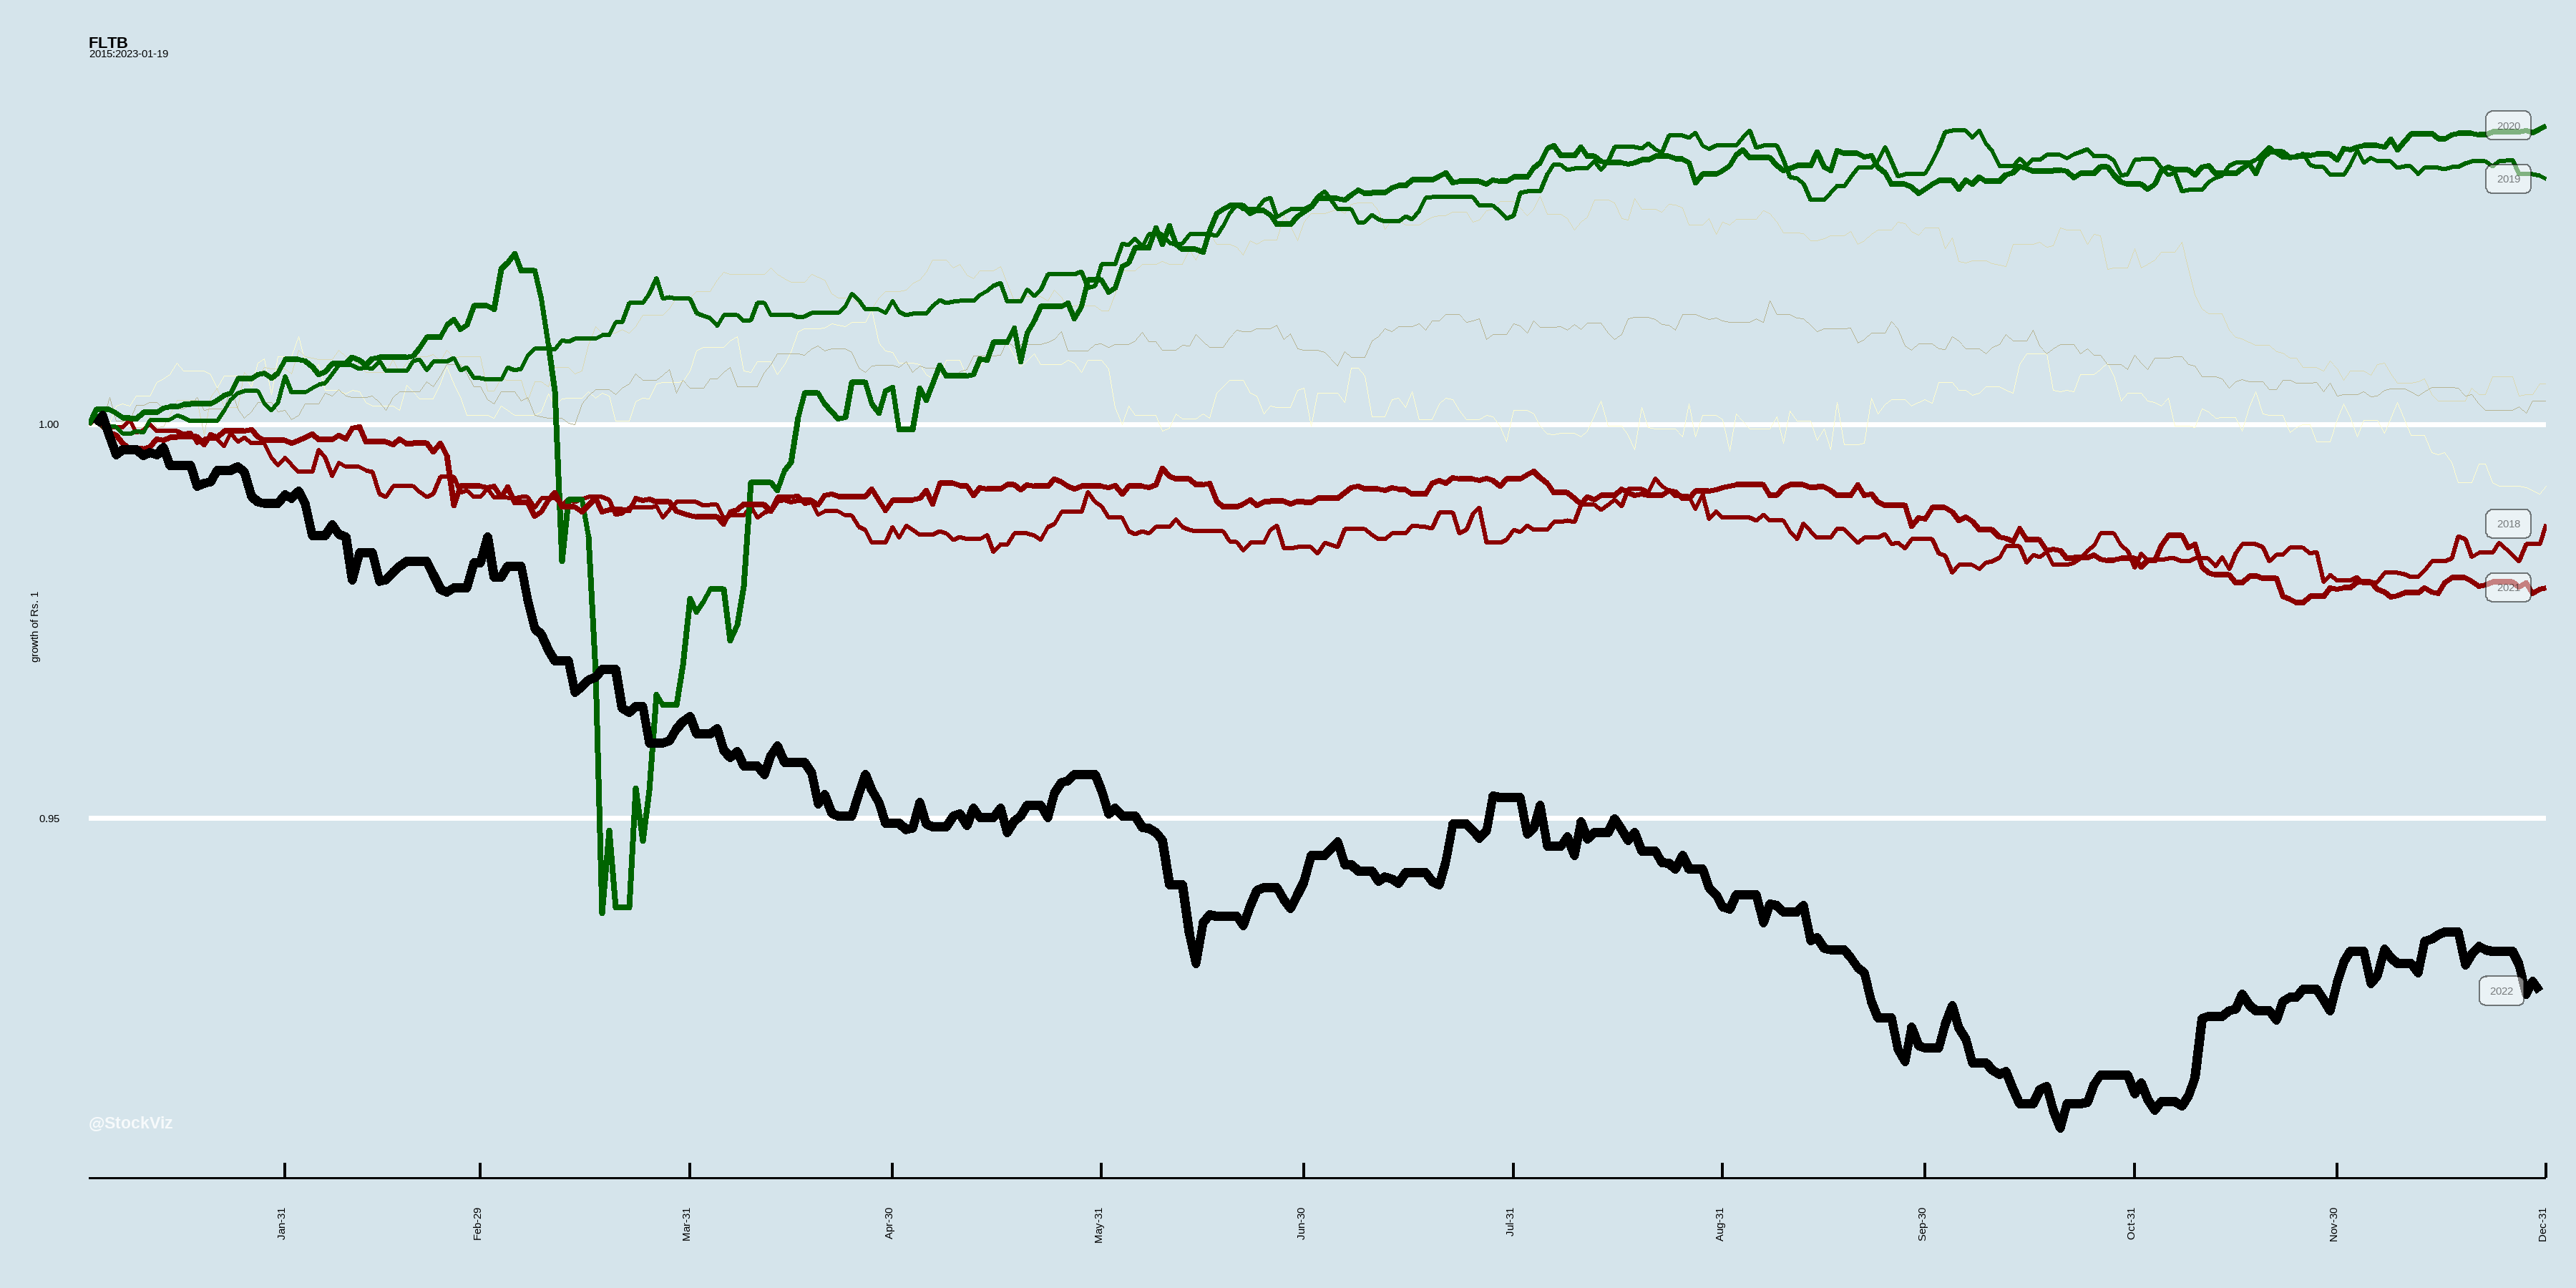 FLTB
2015:2023-01-19
2020
2019
1.00
2018
2021
growth of Rs. 1
0.95
2022
@StockViz
Jan-31
Feb-29
Mar-31
Apr-30
May-31
Jun-30
Jul-31
Aug-31
Sep-30
Oct-31
Nov-30
Dec-31